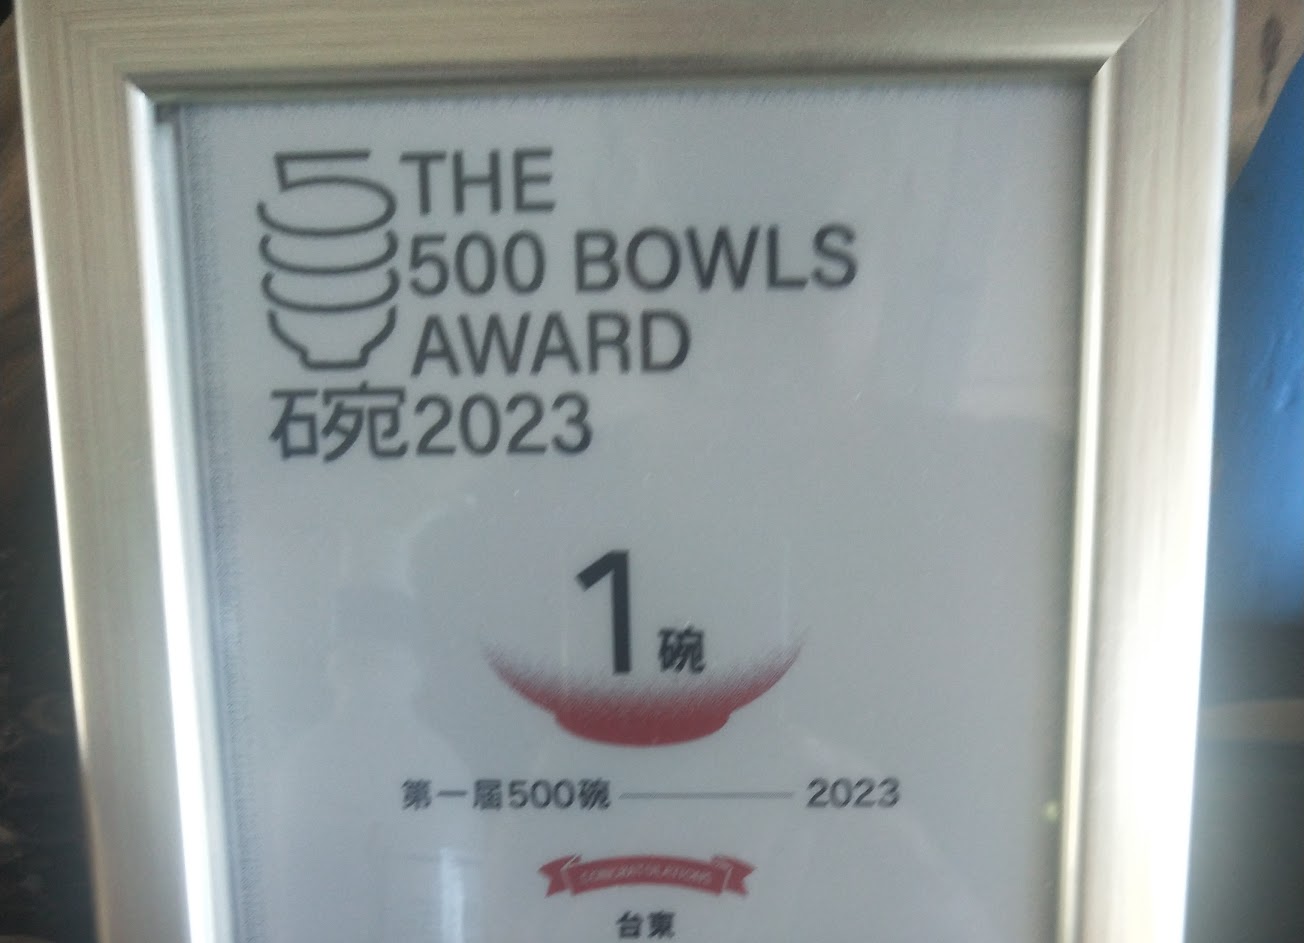 THE
500 BOWLS
AWARD
碗2023
1碗
第一屆500碗 2023
CONGRATULATIONS
台東